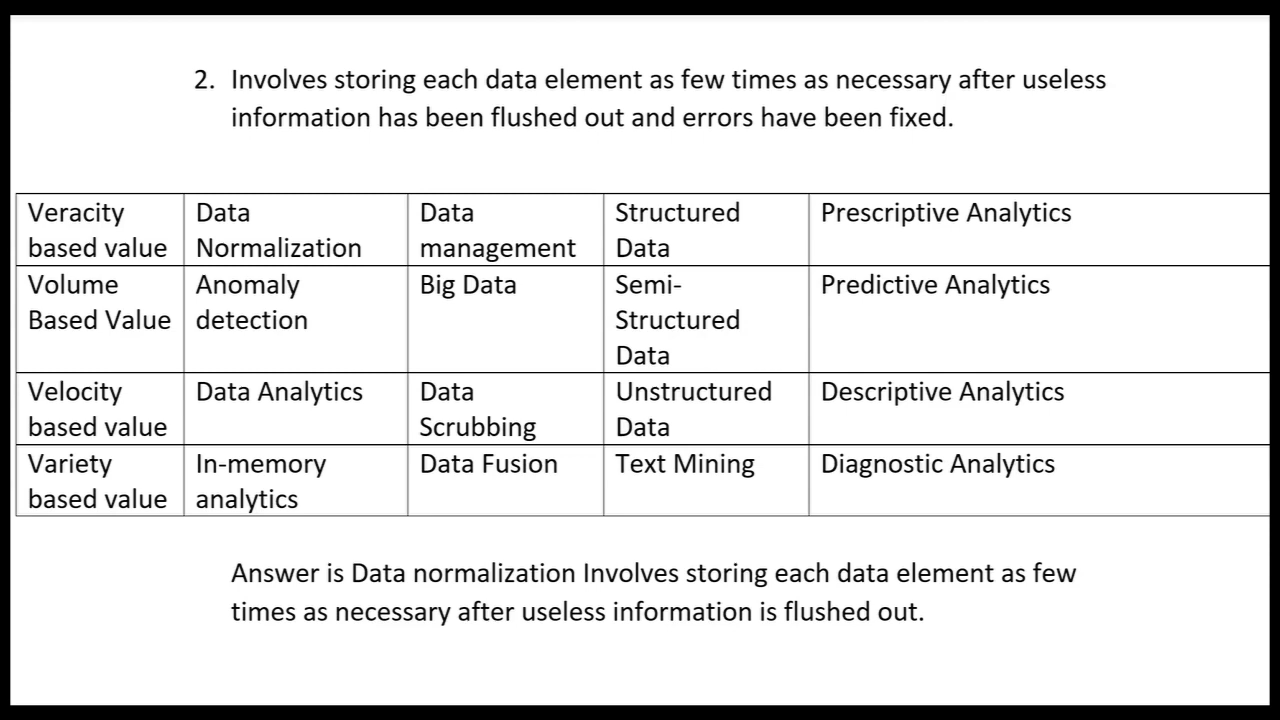 2. Involves storing each data element as few times as necessary after useless
information has been flushed out and errors have been fixed.
Veracity based value | Data Normalization | Data management | Structured Data | Prescriptive Analytics
Volume Based Value | Anomaly detection | Big Data | Semi-Structured Data | Predictive Analytics
Velocity based value | Data Analytics | Data Scrubbing | Unstructured Data | Descriptive Analytics
Variety based value | In-memory analytics | Data Fusion | Text Mining | Diagnostic Analytics
Answer is Data normalization Involves storing each data element as few
times as necessary after useless information is flushed out.